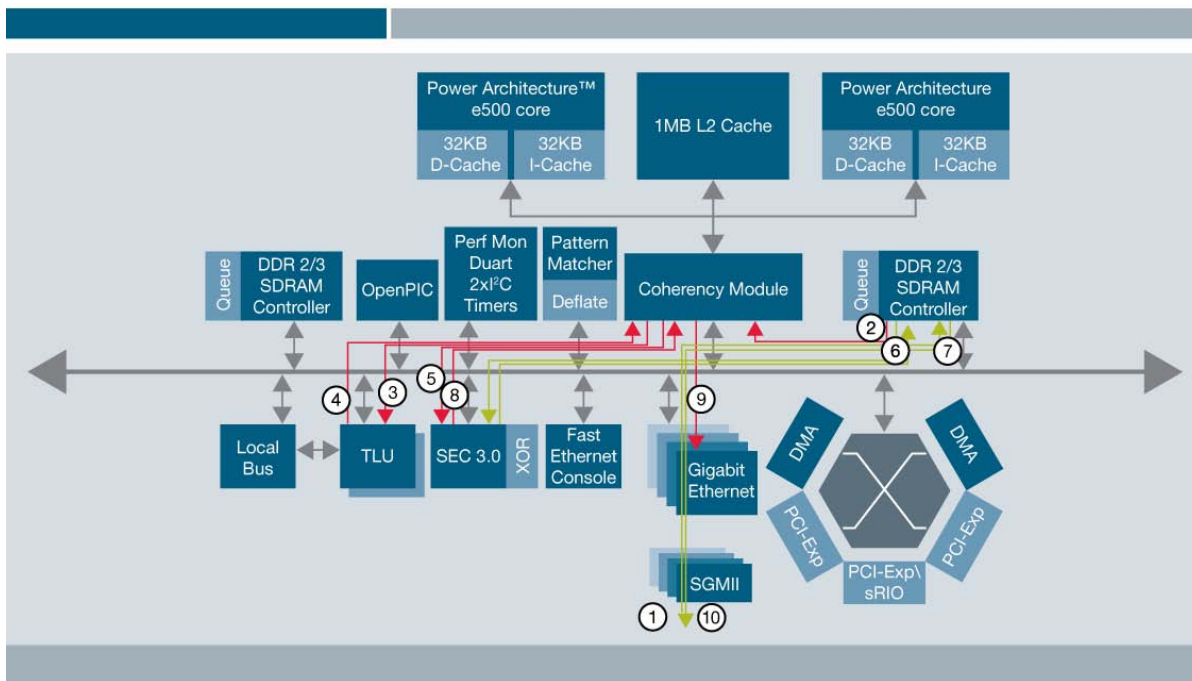 Power Architecture™
e500 core
32KB
D-Cache
32KB
I-Cache
1MB L2 Cache
Power Architecture
e500 core
32KB
D-Cache
32KB
I-Cache
Queue
DDR 2/3
SDRAM
Controller
OpenPIC
Perf Mon
Duart
2xI²C
Timers
Pattern
Matcher
Deflate
Coherency Module
Queue
DDR 2/3
SDRAM
Controller
2
6
7
4
3
5
8
9
Local
Bus
TLU
SEC 3.0
XOR
Fast
Ethernet
Console
Gigabit
Ethernet
DMA
DMA
PCI-Exp
PCI-Exp
PCI-Exp\
sRIO
SGMII
1
10